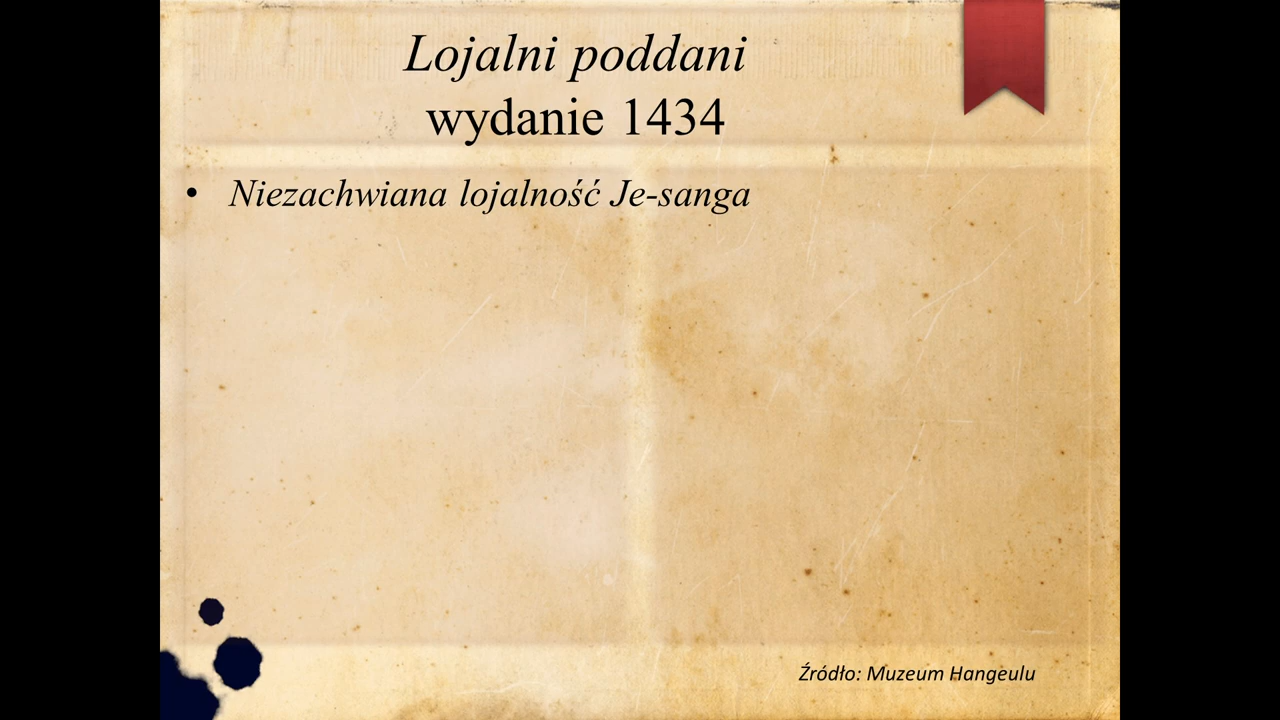 Lojalni poddani
wydanie 1434
• Niezachwiana lojalność Je-sanga
Źródło: Muzeum Hangeulu